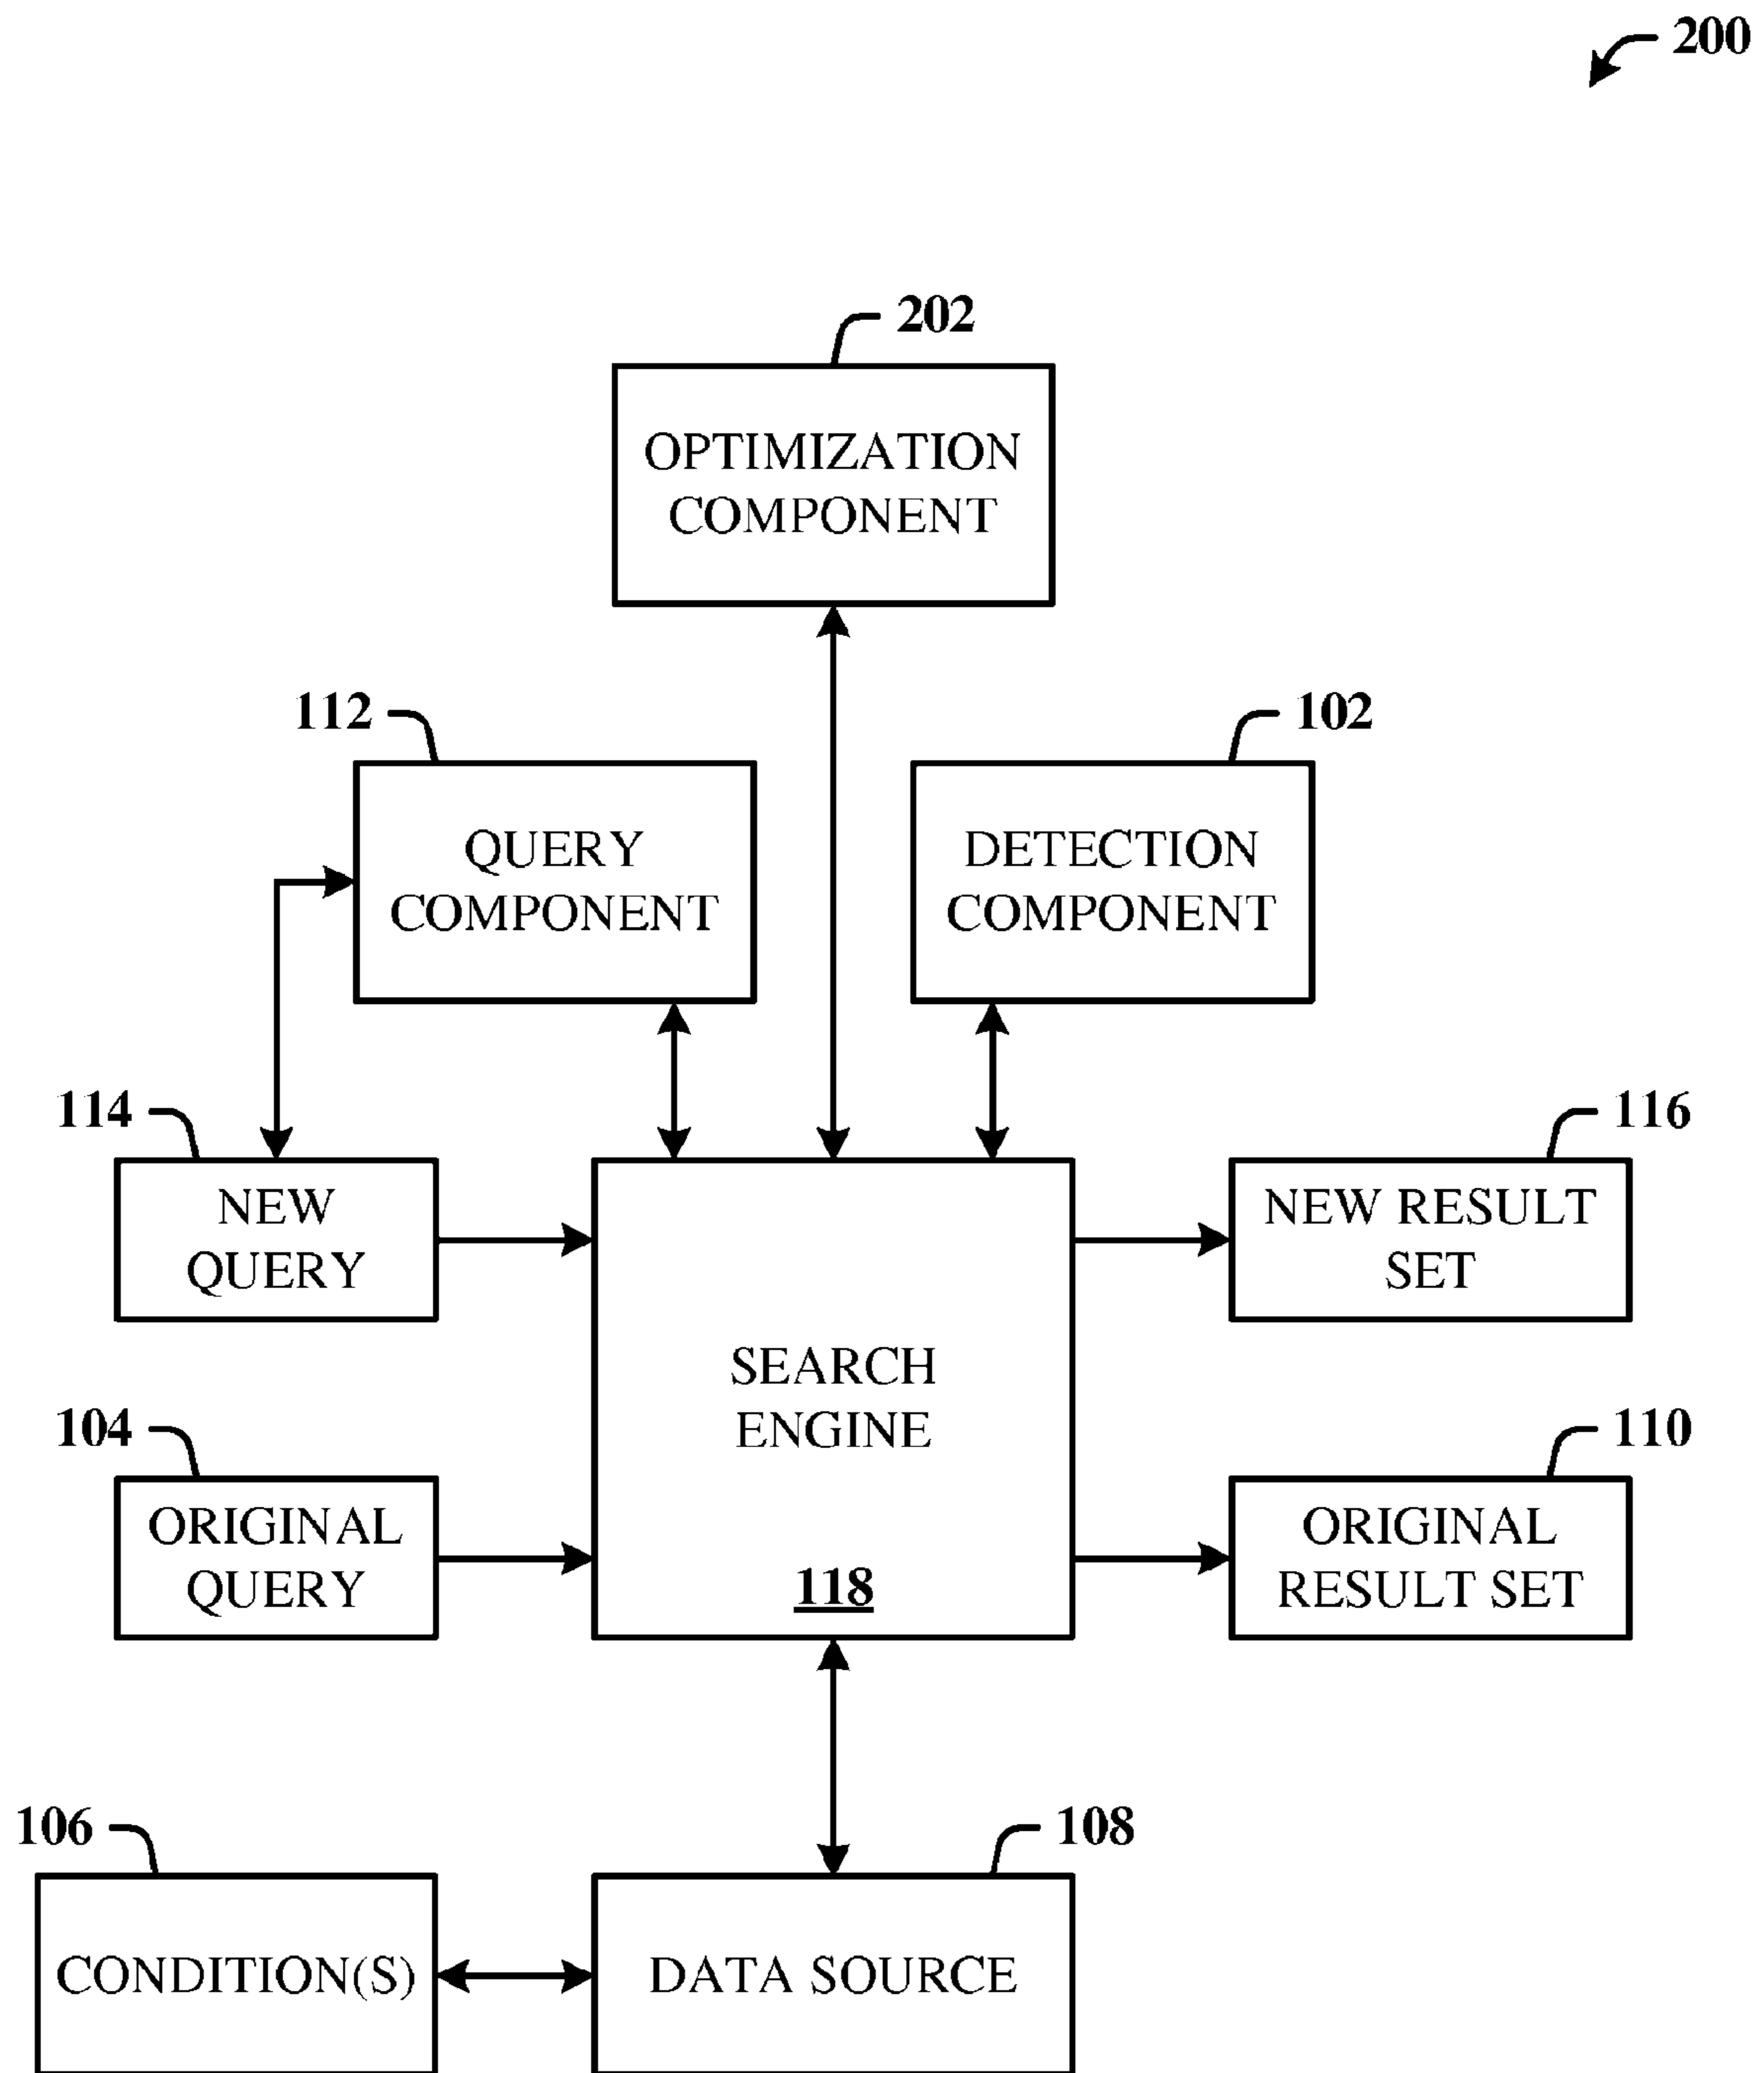 200
202
OPTIMIZATION
COMPONENT
112
102
QUERY
COMPONENT
DETECTION
COMPONENT
114
116
NEW
QUERY
NEW RESULT
SET
SEARCH
ENGINE
118
104
110
ORIGINAL
QUERY
ORIGINAL
RESULT SET
106
108
CONDITION(S)
DATA SOURCE